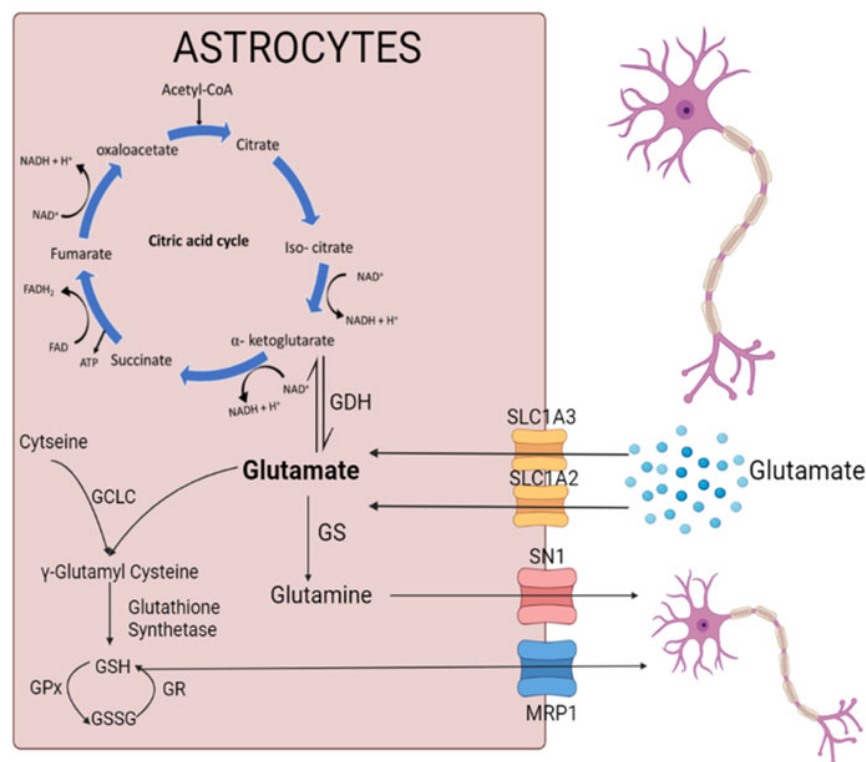 ASTROCYTES
Acetyl-CoA
oxaloacetate
Citrate
NADH + H⁺
NAD⁺
Citric acid cycle
Iso- citrate
Fumarate
NAD⁺
FADH₂
NADH + H⁺
FAD
ATP
Succinate
α- ketoglutarate
NAD⁺
NADH + H⁺
GDH
SLC1A3
Cytseine
Glutamate
SLC1A2
Glutamate
GCLC
GS
SN1
γ-Glutamyl Cysteine
Glutamine
Glutathione
Synthetase
GSH
GPx
GR
GSSG
MRP1